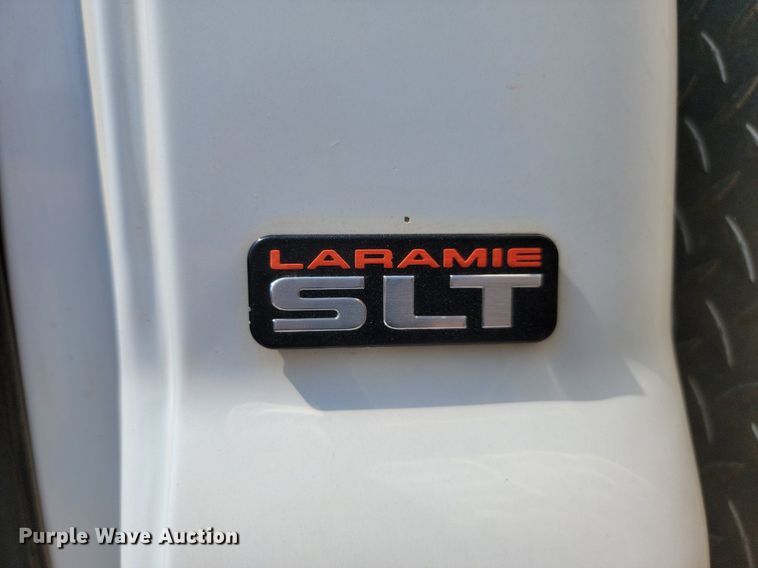 LARAMIE
SLT
Purple Wave Auction